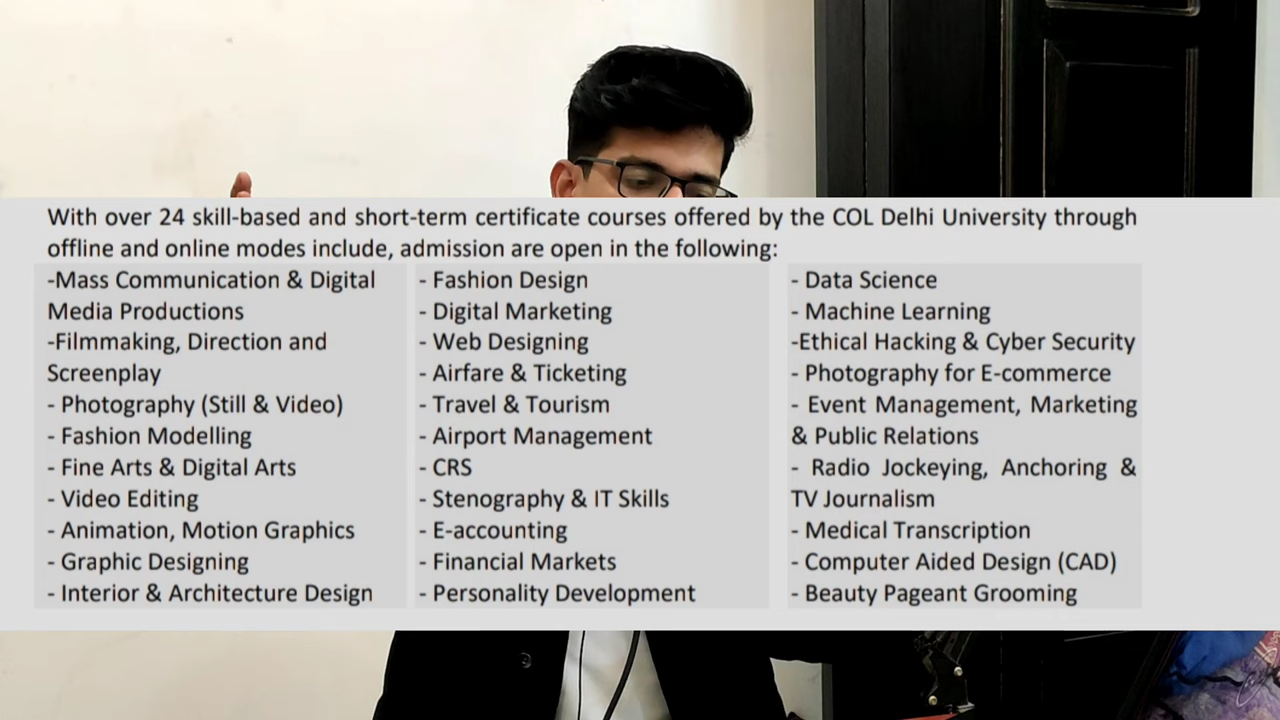 With over 24 skill-based and short-term certificate courses offered by the COL Delhi University through
offline and online modes include, admission are open in the following:
-Mass Communication & Digital
Media Productions
-Filmmaking, Direction and
Screenplay
- Photography (Still & Video)
- Fashion Modelling
- Fine Arts & Digital Arts
- Video Editing
- Animation, Motion Graphics
- Graphic Designing
- Interior & Architecture Design
- Fashion Design
- Digital Marketing
- Web Designing
- Airfare & Ticketing
- Travel & Tourism
- Airport Management
- CRS
- Stenography & IT Skills
- E-accounting
- Financial Markets
- Personality Development
- Data Science
- Machine Learning
-Ethical Hacking & Cyber Security
- Photography for E-commerce
- Event Management, Marketing
& Public Relations
- Radio Jockeying, Anchoring &
TV Journalism
- Medical Transcription
- Computer Aided Design (CAD)
- Beauty Pageant Grooming